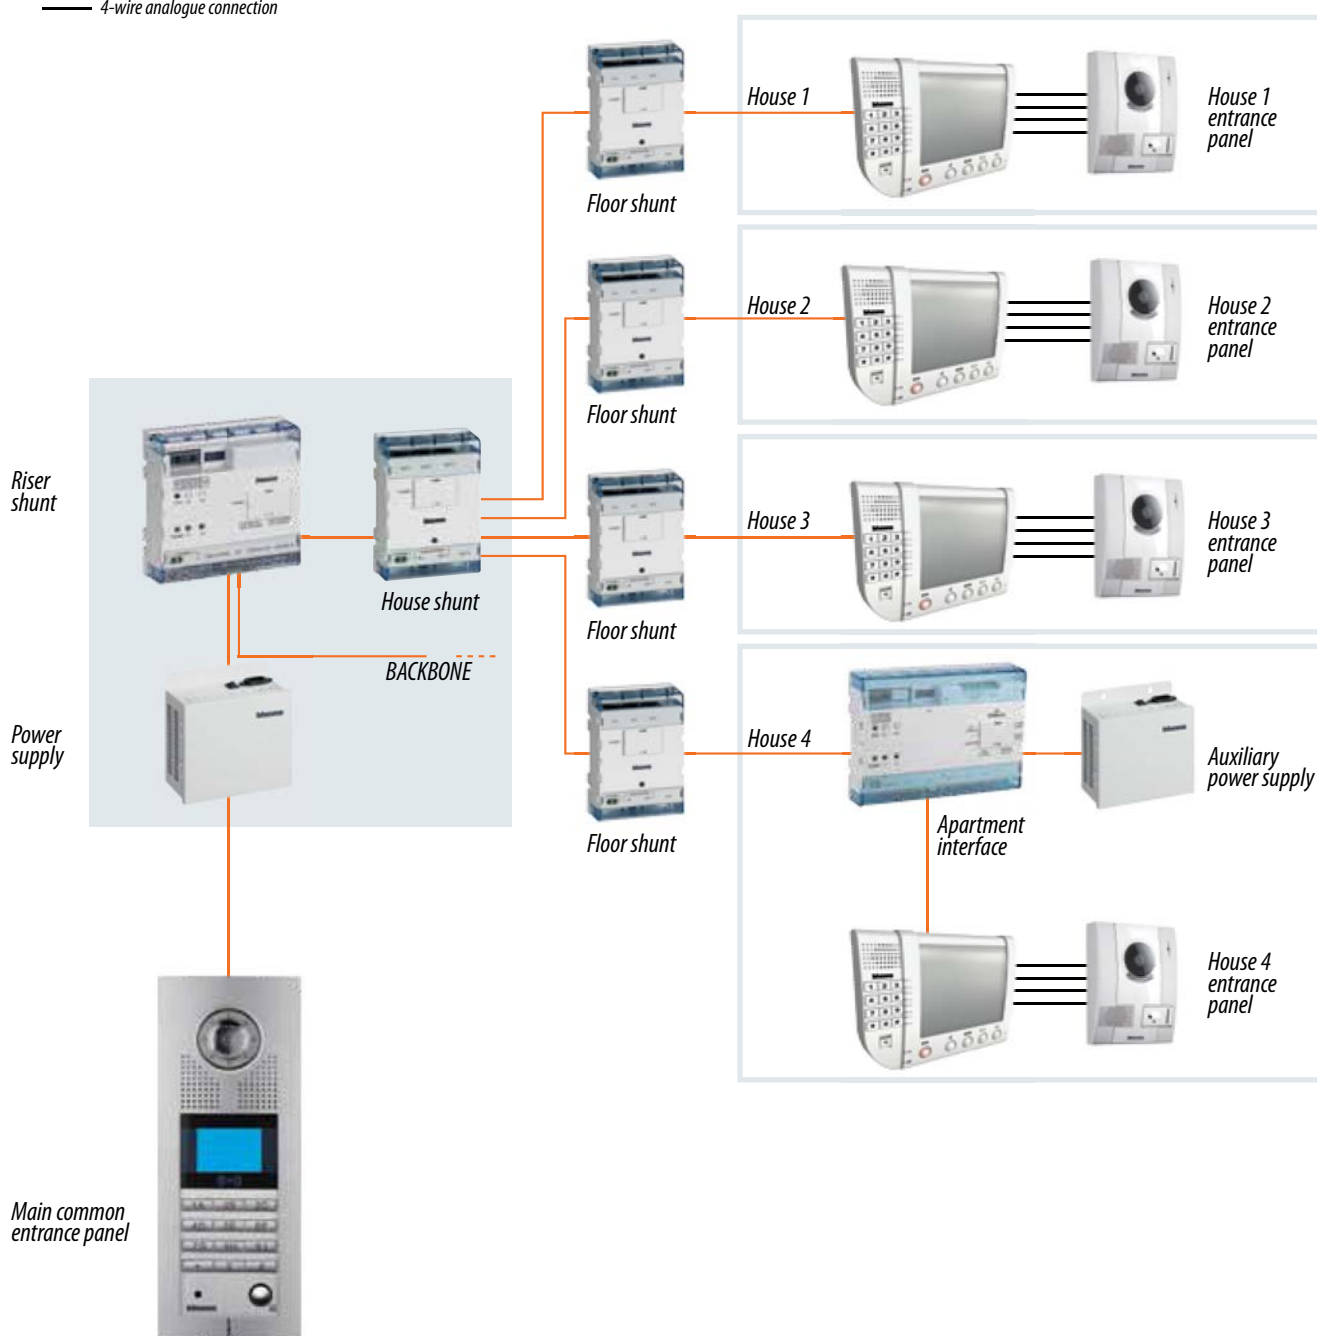 4-wire analogue connection
House 1
House 1
entrance
panel
Floor shunt
House 2
House 2
entrance
panel
Floor shunt
Riser
shunt
House shunt
House 3
House 3
entrance
panel
Floor shunt
BACKBONE
Power
supply
House 4
Auxiliary
power supply
Apartment
interface
Floor shunt
House 4
entrance
panel
Main common
entrance panel